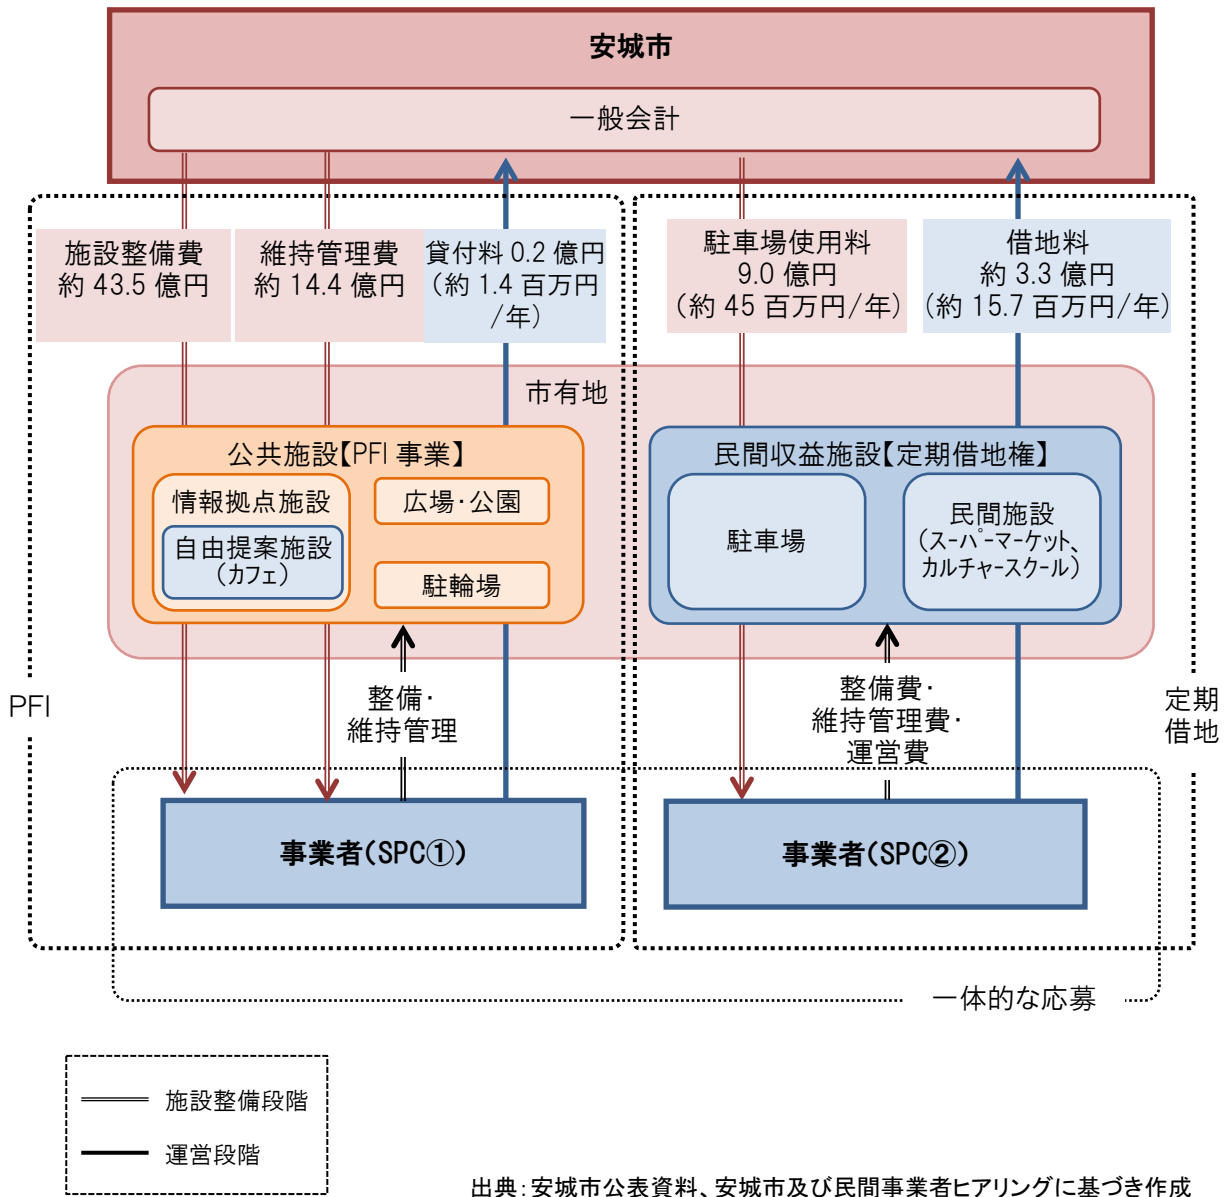 安城市
一般会計
施設整備費
約 43.5 億円
維持管理費
約 14.4 億円
貸付料 0.2 億円
(約 1.4 百万円
/年)
駐車場使用料
9.0 億円
(約 45 百万円/年)
借地料
約 3.3 億円
(約 15.7 百万円/年)
市有地
公共施設【PFI 事業】
情報拠点施設
自由提案施設
(カフェ)
広場・公園
駐輪場
民間収益施設【定期借地権】
駐車場
民間施設
(スーパーマーケット、
カルチャースクール)
PFI
整備・
維持管理
整備費・
維持管理費・
運営費
定期
借地
事業者(SPC①)
事業者(SPC②)
一体的な応募
施設整備段階
運営段階
出典：安城市公表資料、安城市及び民間事業者ヒアリングに基づき作成